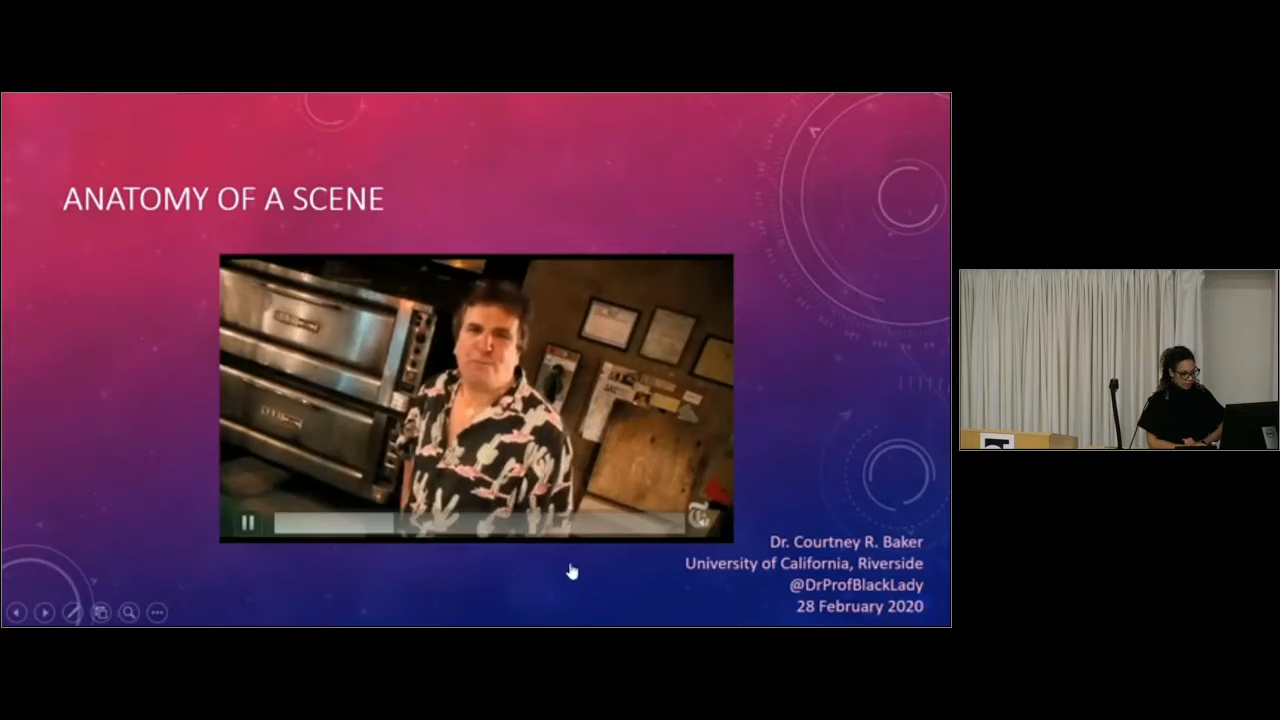 ANATOMY OF A SCENE
Dr. Courtney R. Baker
University of California, Riverside
@DrProfBlackLady
28 February 2020